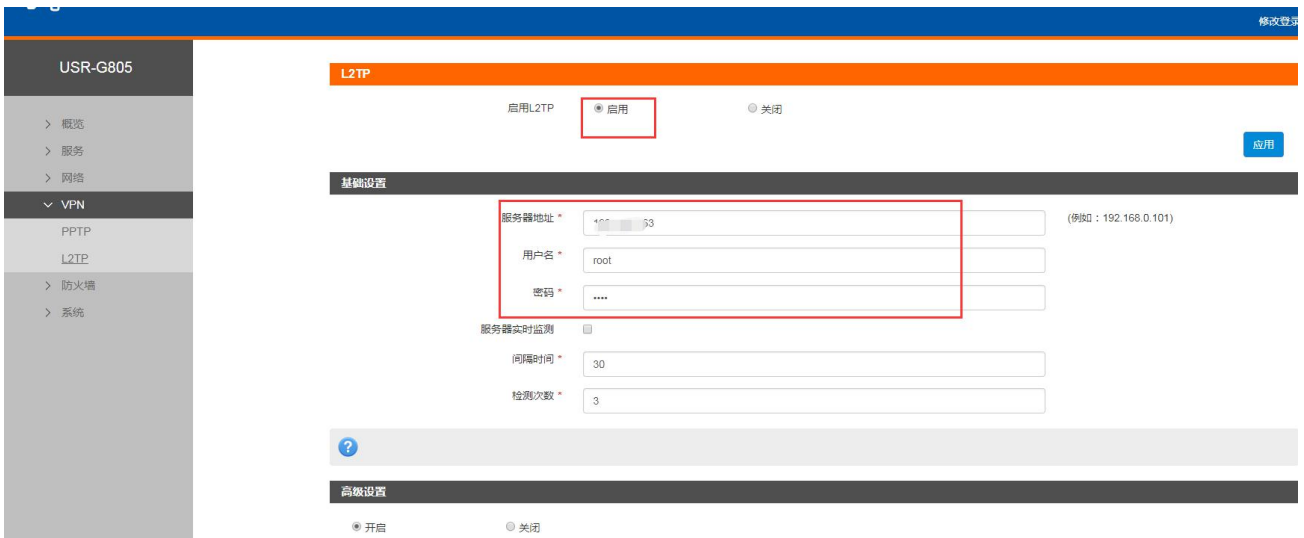 修改登录
USR-G805
概览
服务
网络
VPN
PPTP
L2TP
防火墙
系统
L2TP
启用L2TP 启用 关闭
应用
基础设置
服务器地址 * 63 (例如：192.168.0.101)
用户名 * root
密码 * ••••
服务器实时监测
间隔时间 * 30
检测次数 * 3
?
高级设置
开启 关闭